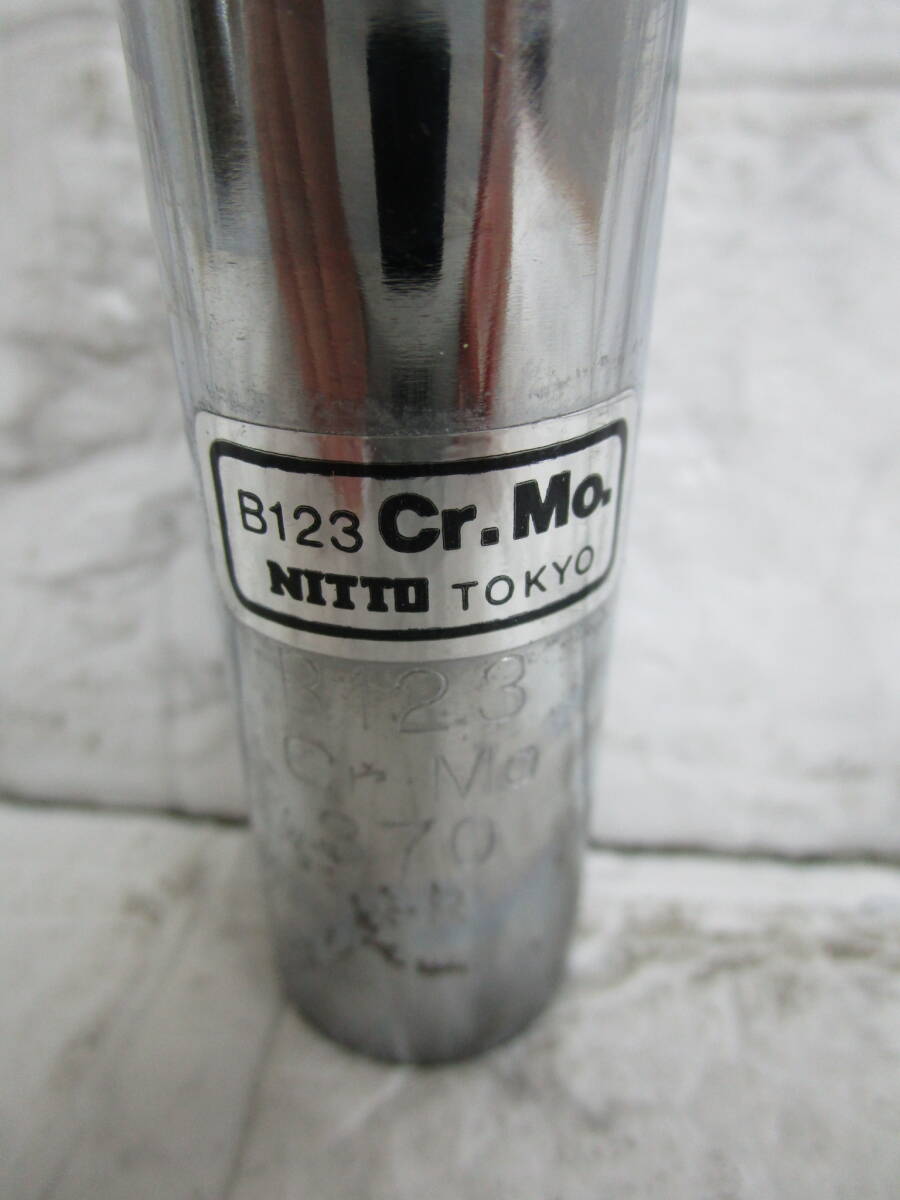 B123 Cr.Mo.
NITTO TOKYO
B123
Cr Mo
370